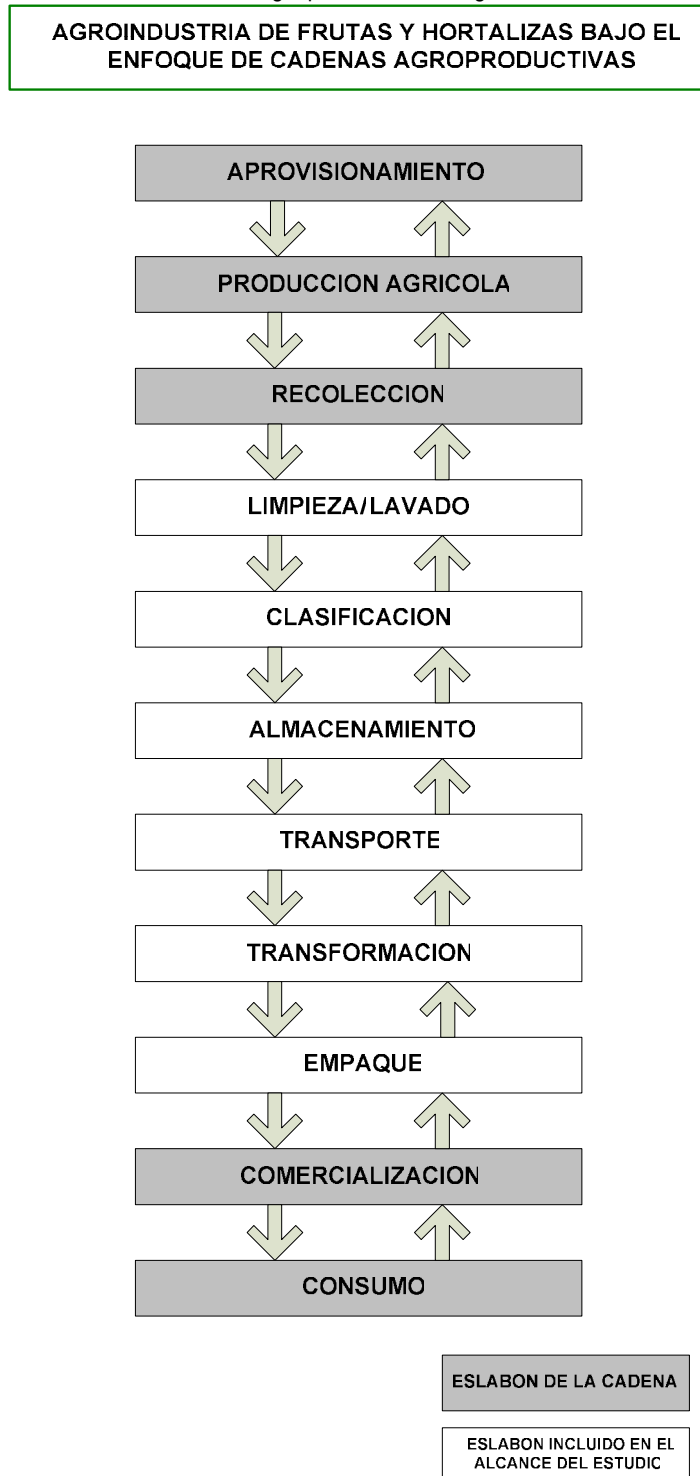 AGROINDUSTRIA DE FRUTAS Y HORTALIZAS BAJO EL
ENFOQUE DE CADENAS AGROPRODUCTIVAS
APROVISIONAMIENTO
PRODUCCION AGRICOLA
RECOLECCION
LIMPIEZA/LAVADO
CLASIFICACION
ALMACENAMIENTO
TRANSPORTE
TRANSFORMACION
EMPAQUE
COMERCIALIZACION
CONSUMO
ESLABON DE LA CADENA
ESLABON INCLUIDO EN EL
ALCANCE DEL ESTUDIO